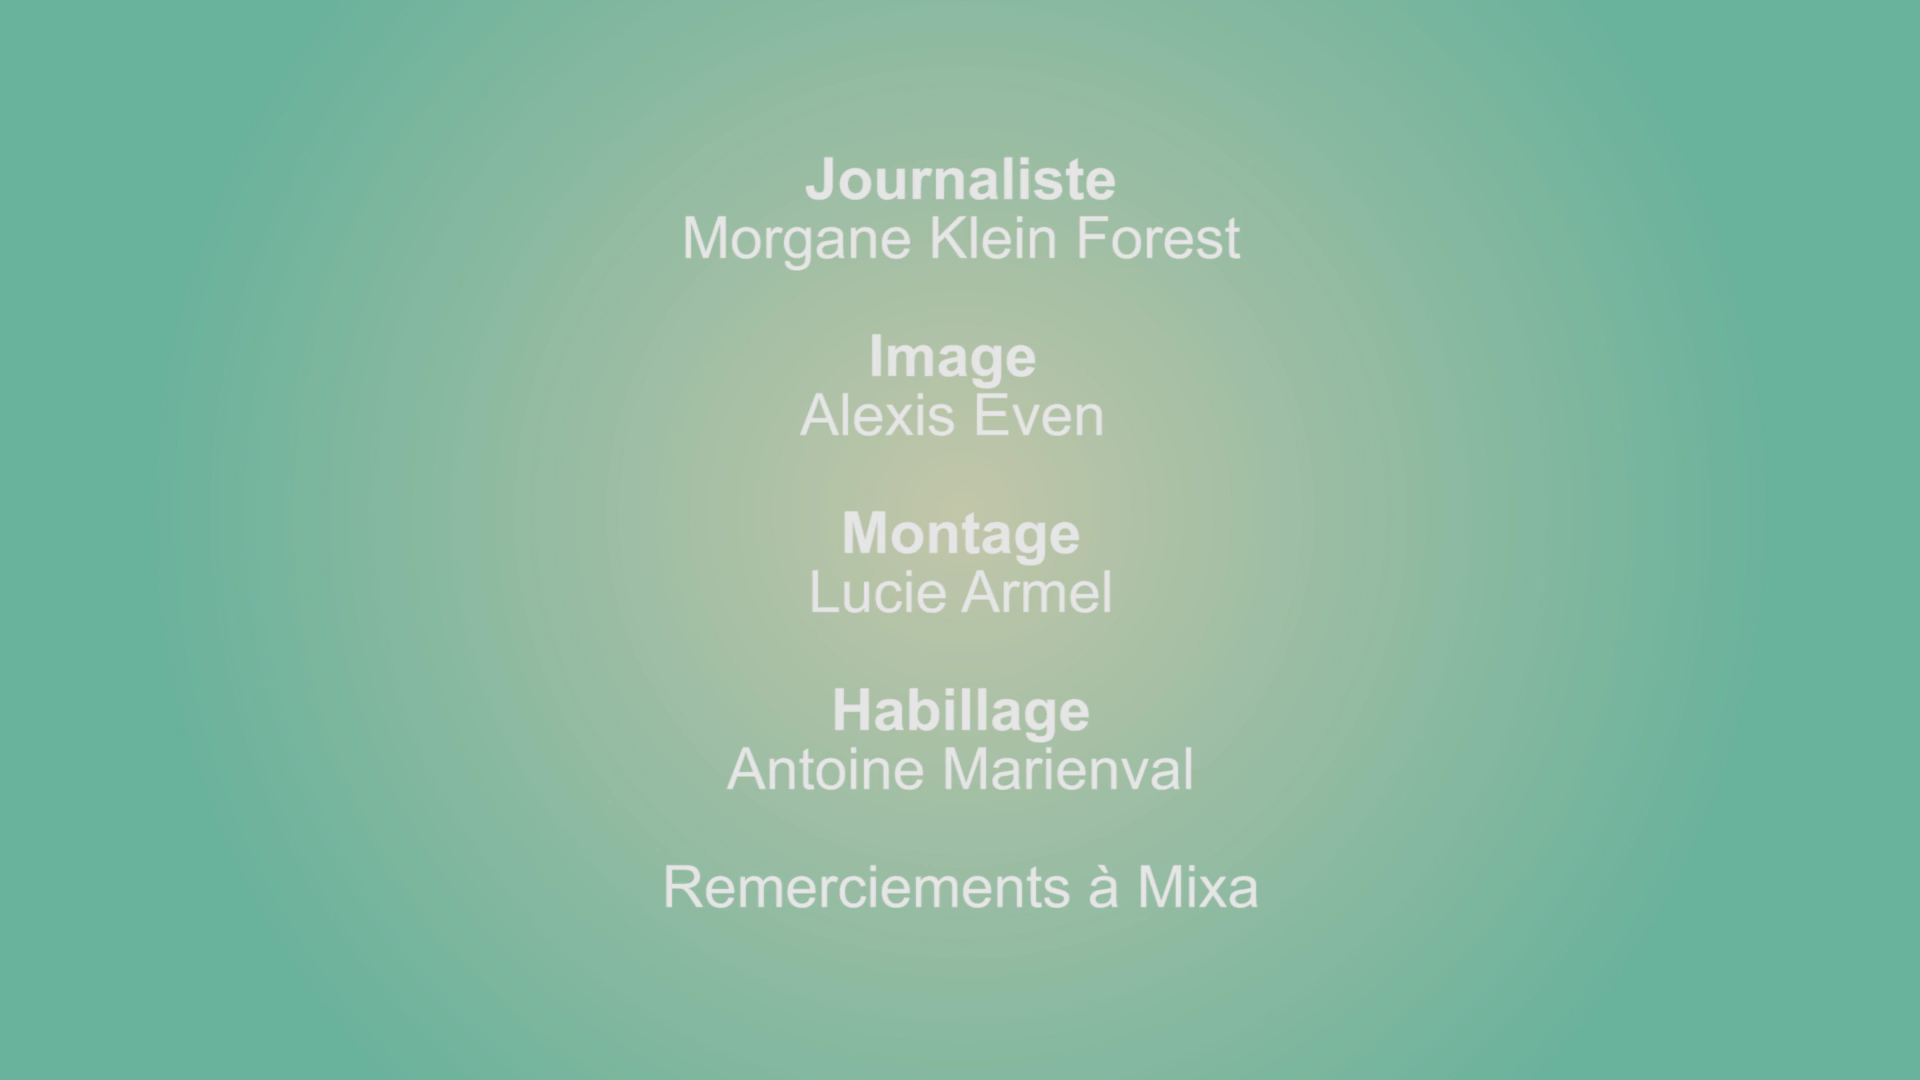 Journaliste
Morgane Klein Forest
Image
Alexis Even
Montage
Lucie Armel
Habillage
Antoine Marienval
Remerciements à Mixa